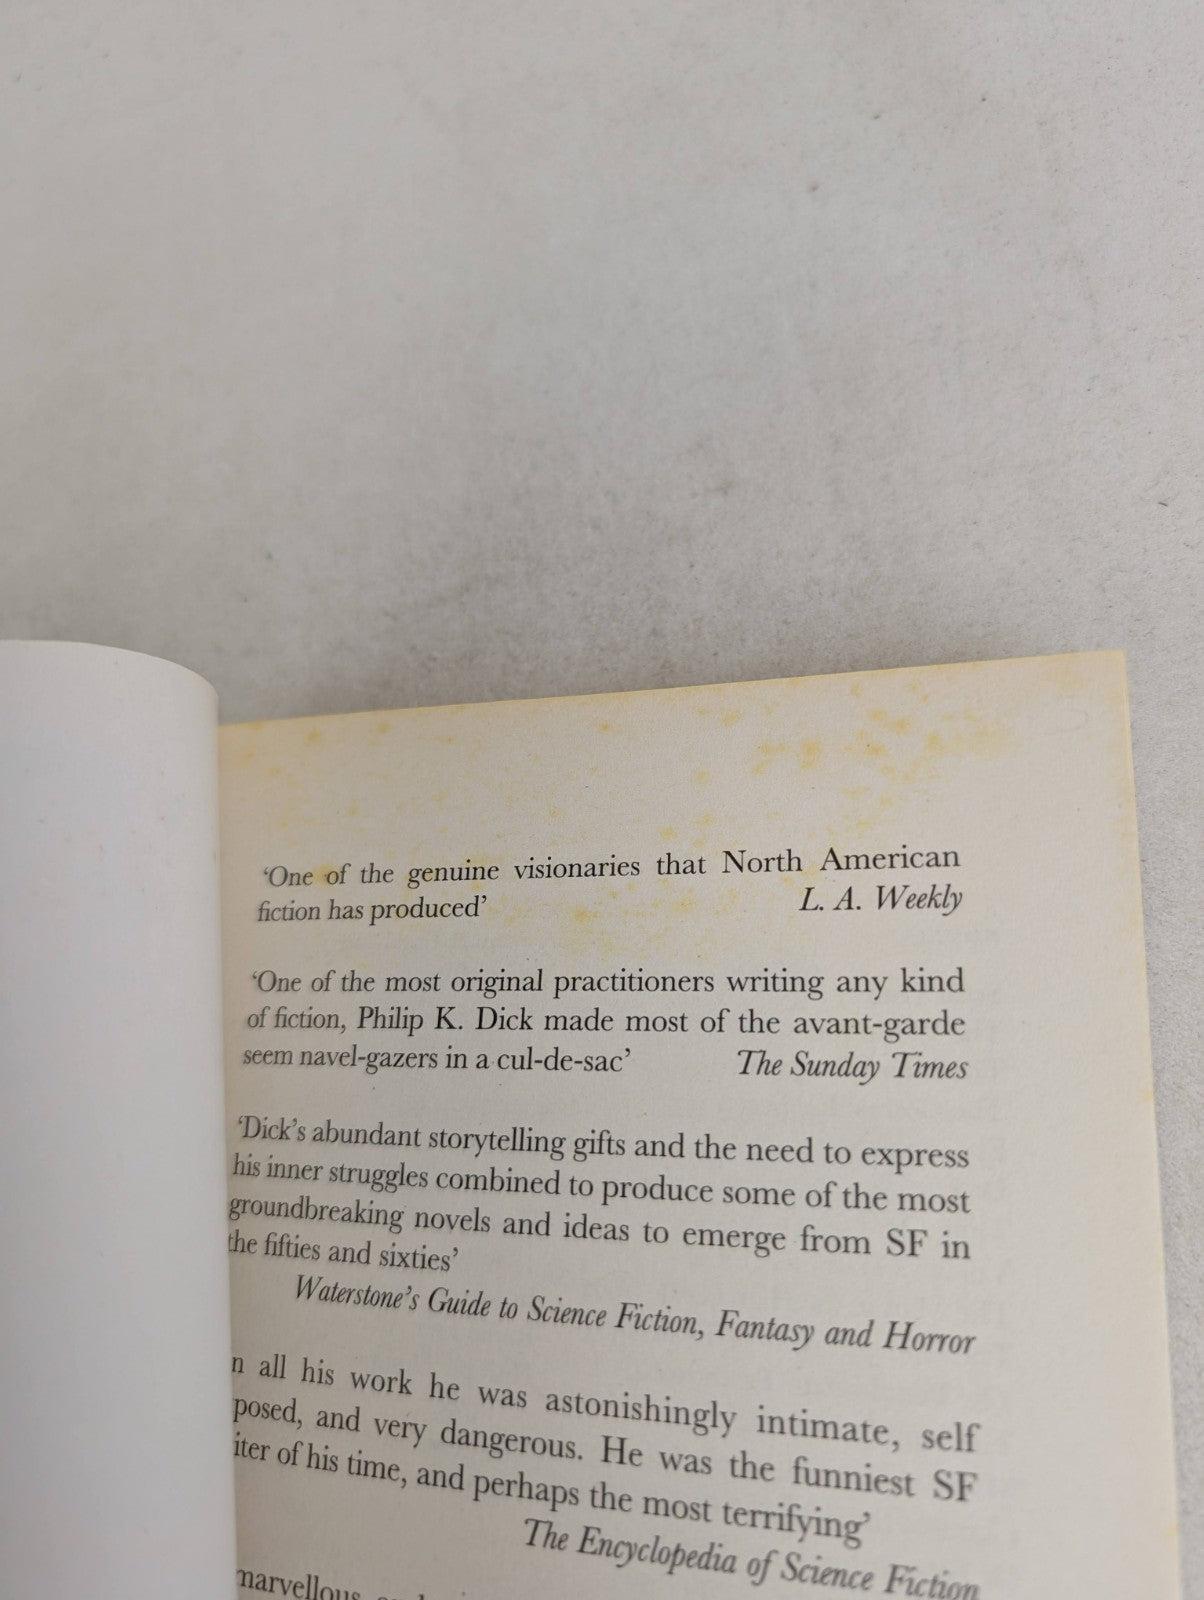 'One of the genuine visionaries that North American
fiction has produced' L. A. Weekly
'One of the most original practitioners writing any kind
of fiction, Philip K. Dick made most of the avant-garde
seem navel-gazers in a cul-de-sac' The Sunday Times
'Dick's abundant storytelling gifts and the need to express
his inner struggles combined to produce some of the most
groundbreaking novels and ideas to emerge from SF in
the fifties and sixties'
Waterstone's Guide to Science Fiction, Fantasy and Horror
n all his work he was astonishingly intimate, self
posed, and very dangerous. He was the funniest SF
iter of his time, and perhaps the most terrifying'
The Encyclopedia of Science Fiction
marvellous